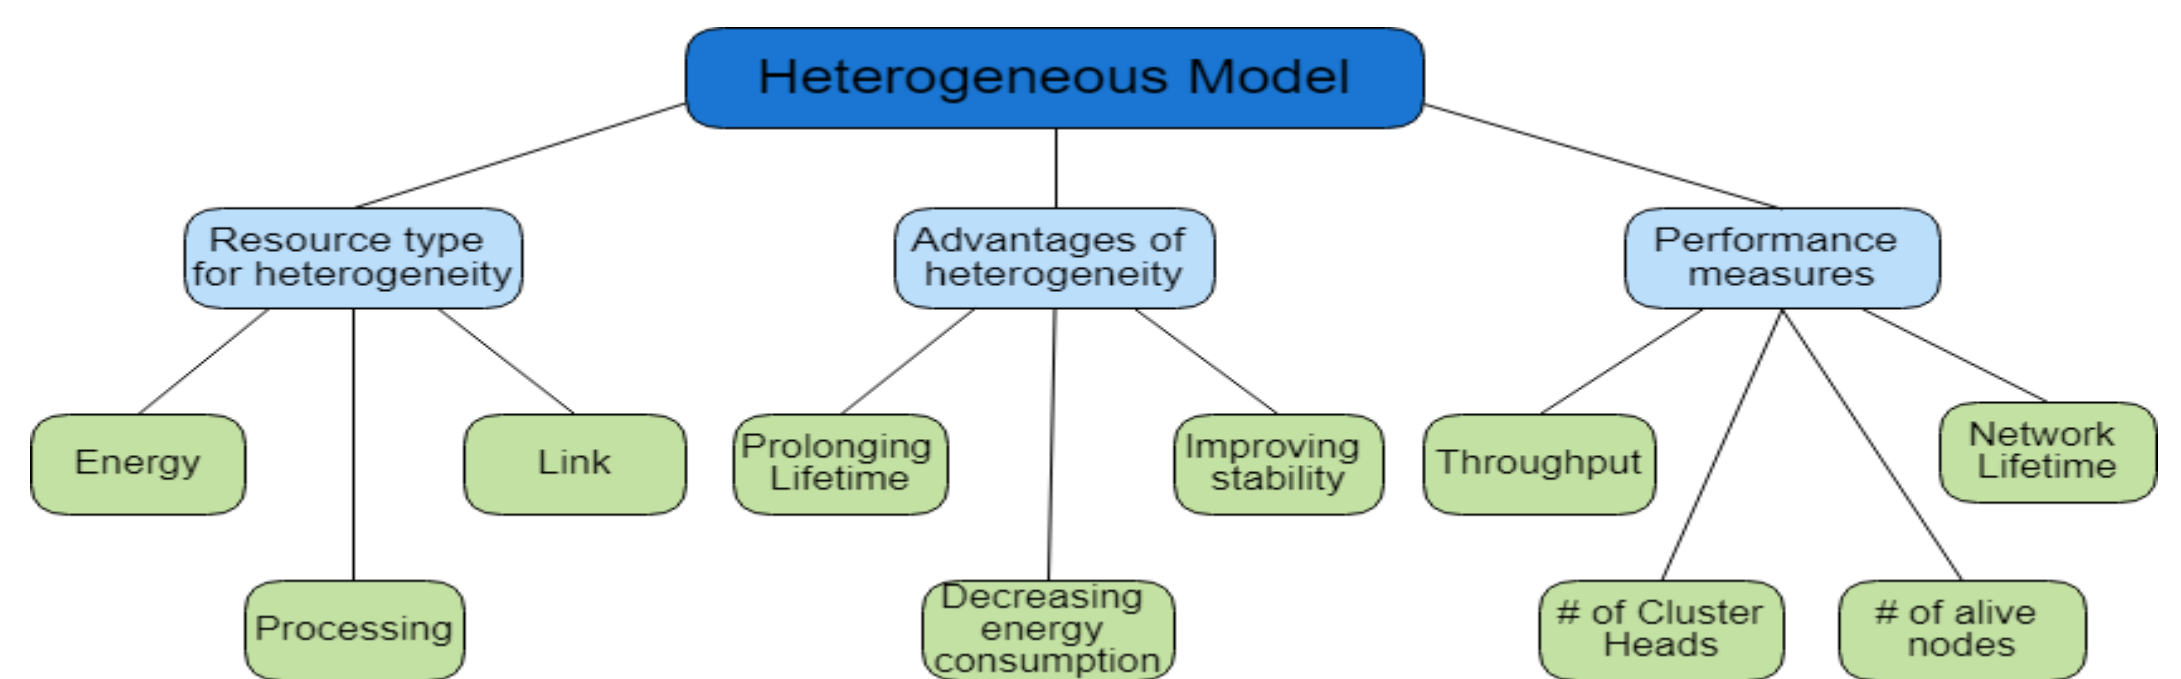 Heterogeneous Model
Resource type
for heterogeneity
Advantages of
heterogeneity
Performance
measures
Energy
Link
Prolonging
Lifetime
Improving
stability
Throughput
Network
Lifetime
Processing
Decreasing
energy
consumption
# of Cluster
Heads
# of alive
nodes